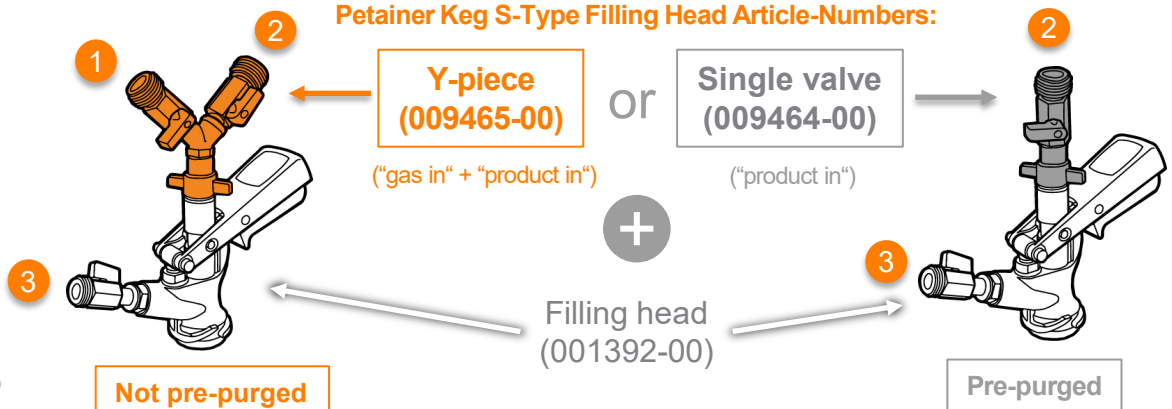 Petainer Keg S-Type Filling Head Article-Numbers:
1
2
Y-piece
(009465-00)
or
Single valve
(009464-00)
2
(“gas in“ + “product in“)
(“product in“)
+
3
3
Filling head
(001392-00)
Not pre-purged
Pre-purged